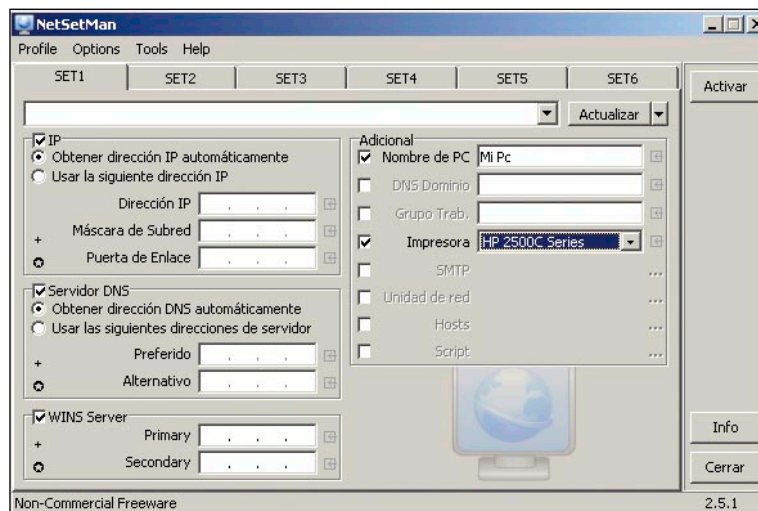 NetSetMan
Profile Options Tools Help
SET1 SET2 SET3 SET4 SET5 SET6
Activar
Actualizar
IP
Obtener dirección IP automáticamente
Usar la siguiente dirección IP
Dirección IP
Máscara de Subred
Puerta de Enlace
Servidor DNS
Obtener dirección DNS automáticamente
Usar las siguientes direcciones de servidor
Preferido
Alternativo
WINS Server
Primary
Secondary
Adicional
Nombre de PC Mi Pc
DNS Dominio
Grupo Trab.
Impresora HP 2500C Series
SMTP ...
Unidad de red ...
Hosts ...
Script ...
Info
Cerrar
Non-Commercial Freeware 2.5.1